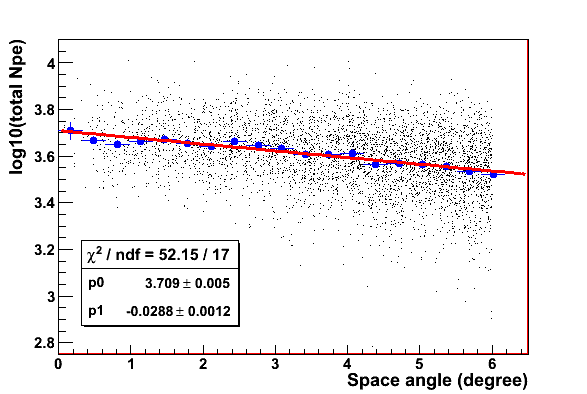 log10(total Npe)
4
3.8
3.6
3.4
3.2
3
2.8
χ² / ndf = 52.15 / 17
p0 3.709 ± 0.005
p1 -0.0288 ± 0.0012
0 1 2 3 4 5 6
Space angle (degree)